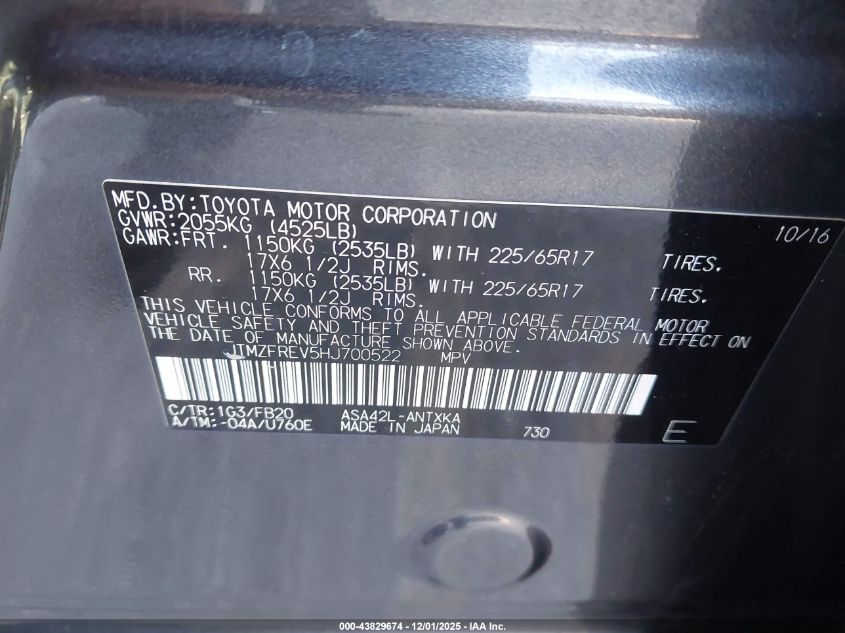 MFD.BY:TOYOTA MOTOR CORPORATION 10/16
GVWR:2055KG (4525LB)
GAWR:FRT. 1150KG (2535LB) WITH 225/65R17 TIRES.
17X6 1/2J RIMS.
RR. 1150KG (2535LB) WITH 225/65R17 TIRES.
17X6 1/2J RIMS.
THIS VEHICLE CONFORMS TO ALL APPLICABLE FEDERAL MOTOR
VEHICLE SAFETY AND THEFT PREVENTION STANDARDS IN EFFECT ON
THE DATE OF MANUFACTURE SHOWN ABOVE.
JTMZFREV5HJ700522 MPV
C/TR:1G3/FB20 ASA42L-ANTXKA
A/TM:-04A/U760E MADE IN JAPAN 730 E
000-43829674 - 12/01/2025 - IAA Inc.